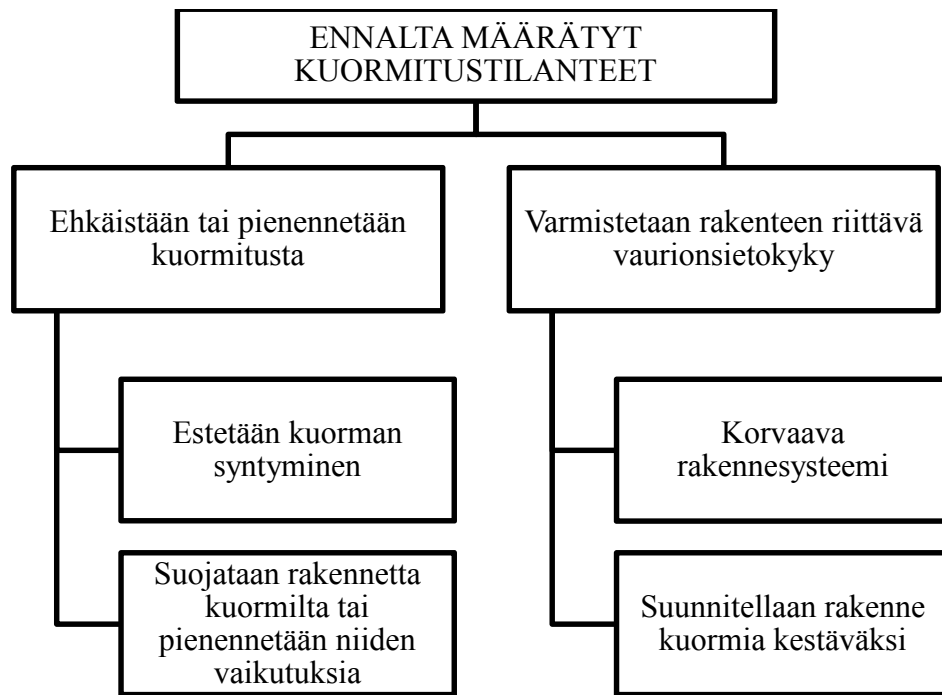 ENNALTA MÄÄRÄTYT
KUORMITUSTILANTEET
Ehkäistään tai pienennetään
kuormitusta
Estetään kuorman
syntyminen
Suojataan rakennetta
kuormilta tai
pienennetään niiden
vaikutuksia
Varmistetaan rakenteen riittävä
vaurionsietokyky
Korvaava
rakennesysteemi
Suunnitellaan rakenne
kuormia kestäväksi